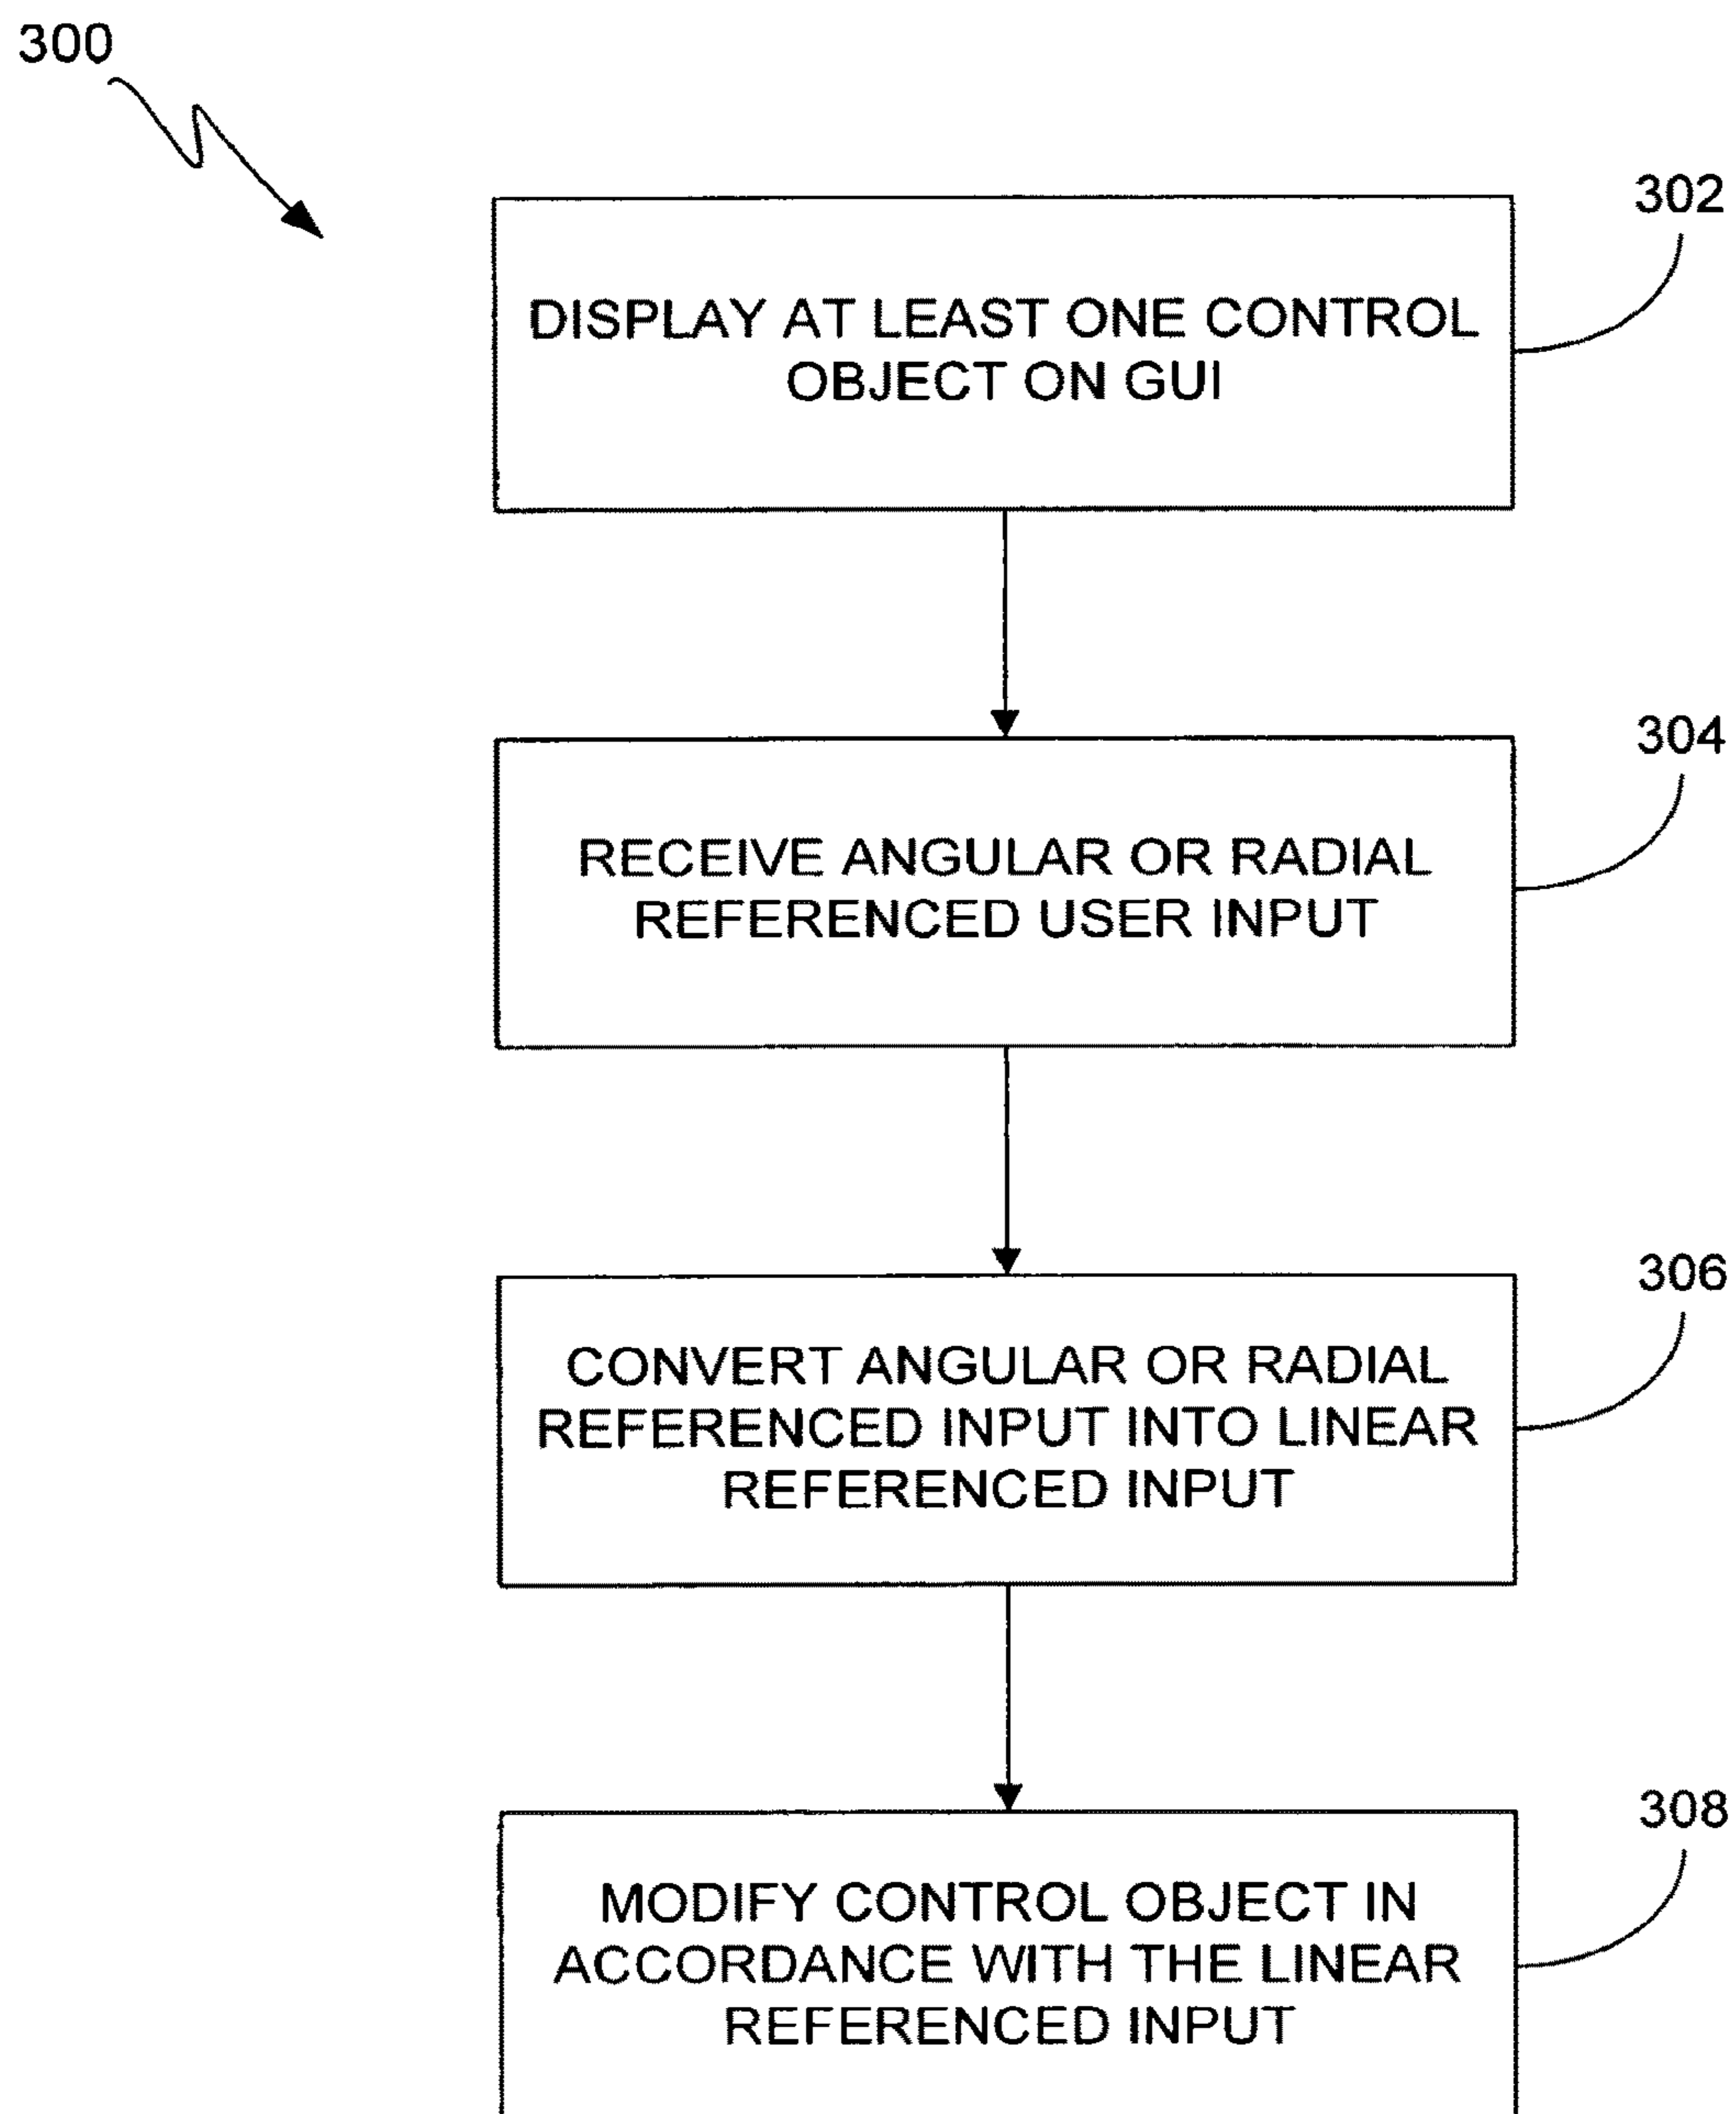 300
302
DISPLAY AT LEAST ONE CONTROL
OBJECT ON GUI
304
RECEIVE ANGULAR OR RADIAL
REFERENCED USER INPUT
306
CONVERT ANGULAR OR RADIAL
REFERENCED INPUT INTO LINEAR
REFERENCED INPUT
308
MODIFY CONTROL OBJECT IN
ACCORDANCE WITH THE LINEAR
REFERENCED INPUT